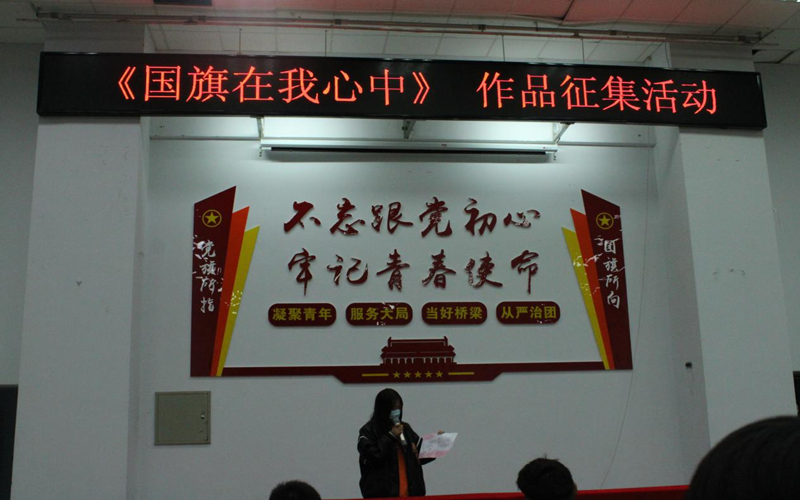 《国旗在我心中》 作品征集活动
不忘跟党初心
牢记青春使命
党旗所指
团旗所向
凝聚青年 服务大局 当好桥梁 从严治团